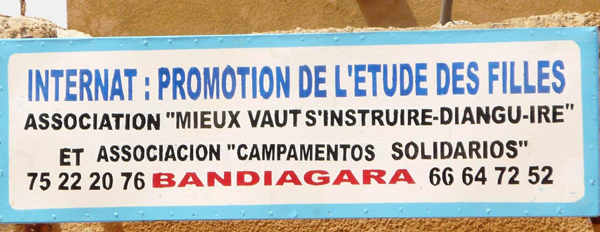 INTERNAT : PROMOTION DE L'ETUDE DES FILLES
ASSOCIATION "MIEUX VAUT S'INSTRUIRE-DIANGU-IRE"
ET ASSOCIACION "CAMPAMENTOS SOLIDARIOS"
75 22 20 76 BANDIAGARA 66 64 72 52